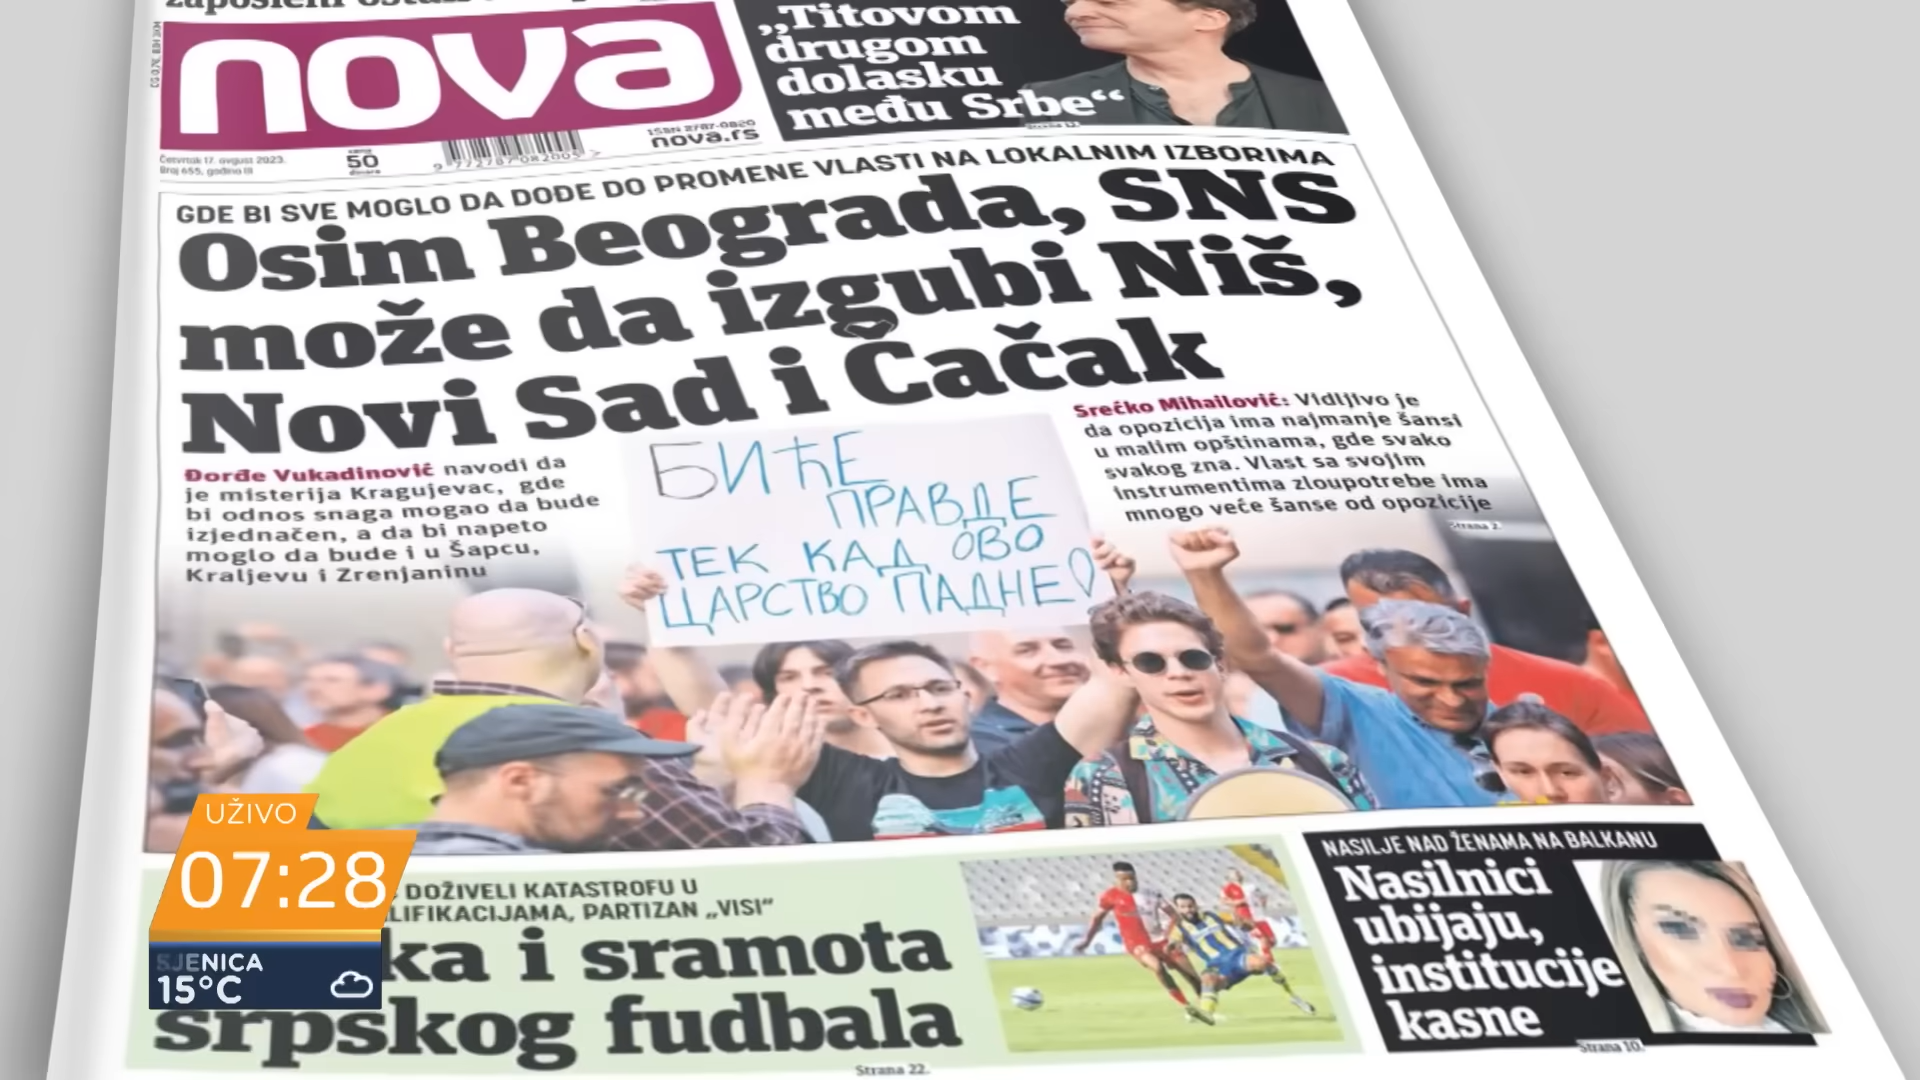 nova
Četvrtak 17. avgust 2023.
Broj 655, godina III
50
dinara
9 772787 082005 >
ISSN 2787-0820
nova.rs
„Titovom
drugom
dolasku
među Srbe“
Strana 12.
GDE BI SVE MOGLO DA DOĐE DO PROMENE VLASTI NA LOKALNIM IZBORIMA
Osim Beograda, SNS
može da izgubi Niš,
Novi Sad i Čačak
Đorđe Vukadinović navodi da
je misterija Kragujevac, gde
bi odnos snaga mogao da bude
izjednačen, a da bi napeto
moglo da bude i u Šapcu,
Kraljevu i Zrenjaninu
Srećko Mihailović: Vidljivo je
da opozicija ima najmanje šansi
u malim opštinama, gde svako
svakog zna. Vlast sa svojim
instrumentima zloupotrebe ima
mnogo veće šanse od opozicije
Strana 2.
БИЋЕ
ПРАВДЕ
ТЕК КАД ОВО
ЦАРСТВО ПАДНЕ!
UŽIVO
07:28
SJENICA
15°C
DOŽIVELI KATASTROFU U
LIFIKACIJAMA, PARTIZAN „VISI“
ka i sramota
srpskog fudbala
Strana 22.
NASILJE NAD ŽENAMA NA BALKANU
Nasilnici
ubijaju,
institucije
kasne
Strana 10.